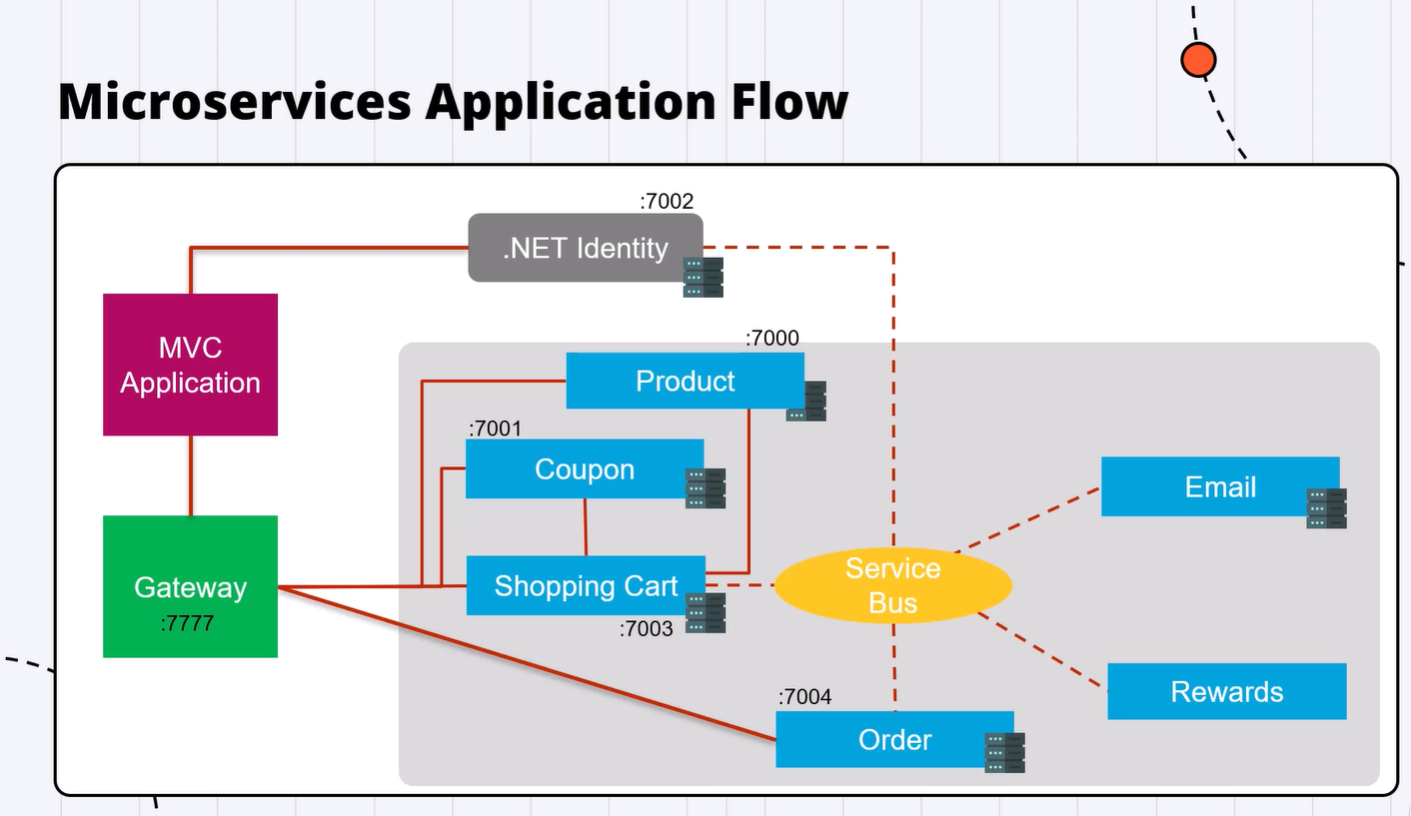 Microservices Application Flow
:7002
.NET Identity
MVC
Application
:7000
Product
:7001
Coupon
Email
Gateway
:7777
Shopping Cart
:7003
Service
Bus
Rewards
:7004
Order